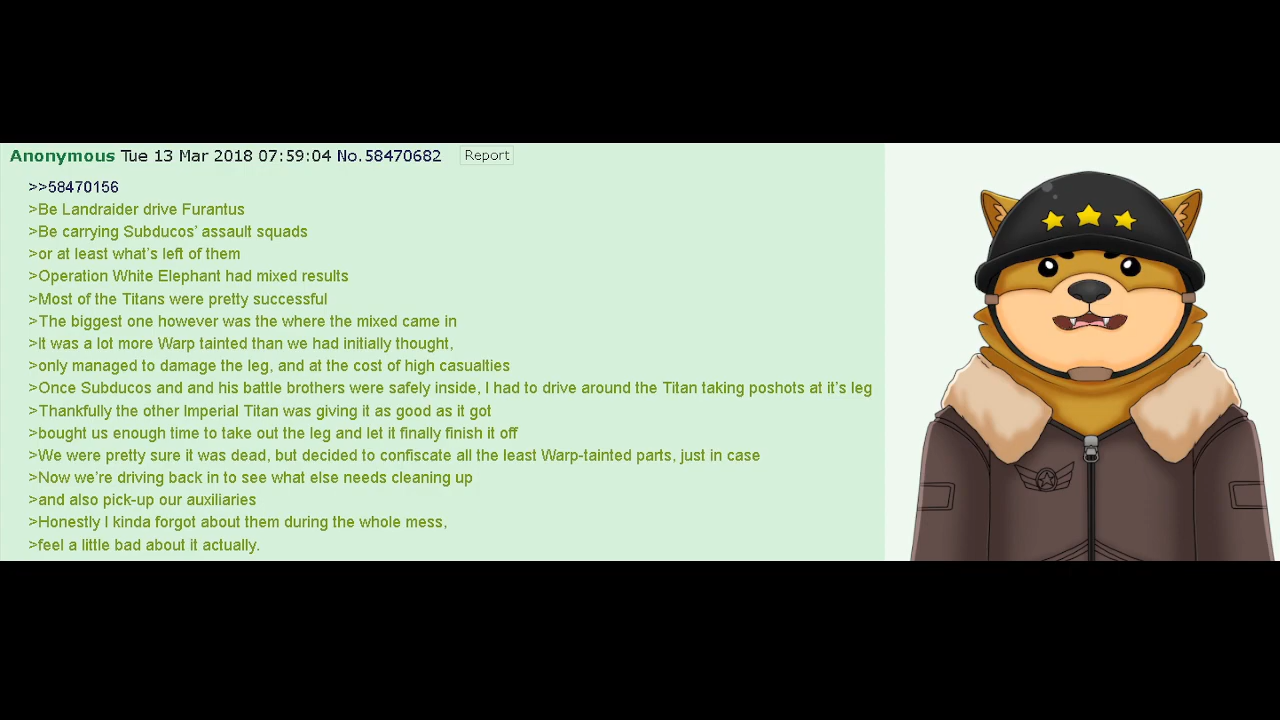 Anonymous Tue 13 Mar 2018 07:59:04 No.58470682 Report
>>58470156
>Be Landraider drive Furantus
>Be carrying Subducos’ assault squads
>or at least what’s left of them
>Operation White Elephant had mixed results
>Most of the Titans were pretty successful
>The biggest one however was the where the mixed came in
>It was a lot more Warp tainted than we had initially thought,
>only managed to damage the leg, and at the cost of high casualties
>Once Subducos and and his battle brothers were safely inside, I had to drive around the Titan taking poshots at it’s leg
>Thankfully the other Imperial Titan was giving it as good as it got
>bought us enough time to take out the leg and let it finally finish it off
>We were pretty sure it was dead, but decided to confiscate all the least Warp-tainted parts, just in case
>Now we’re driving back in to see what else needs cleaning up
>and also pick-up our auxiliaries
>Honestly I kinda forgot about them during the whole mess,
>feel a little bad about it actually.